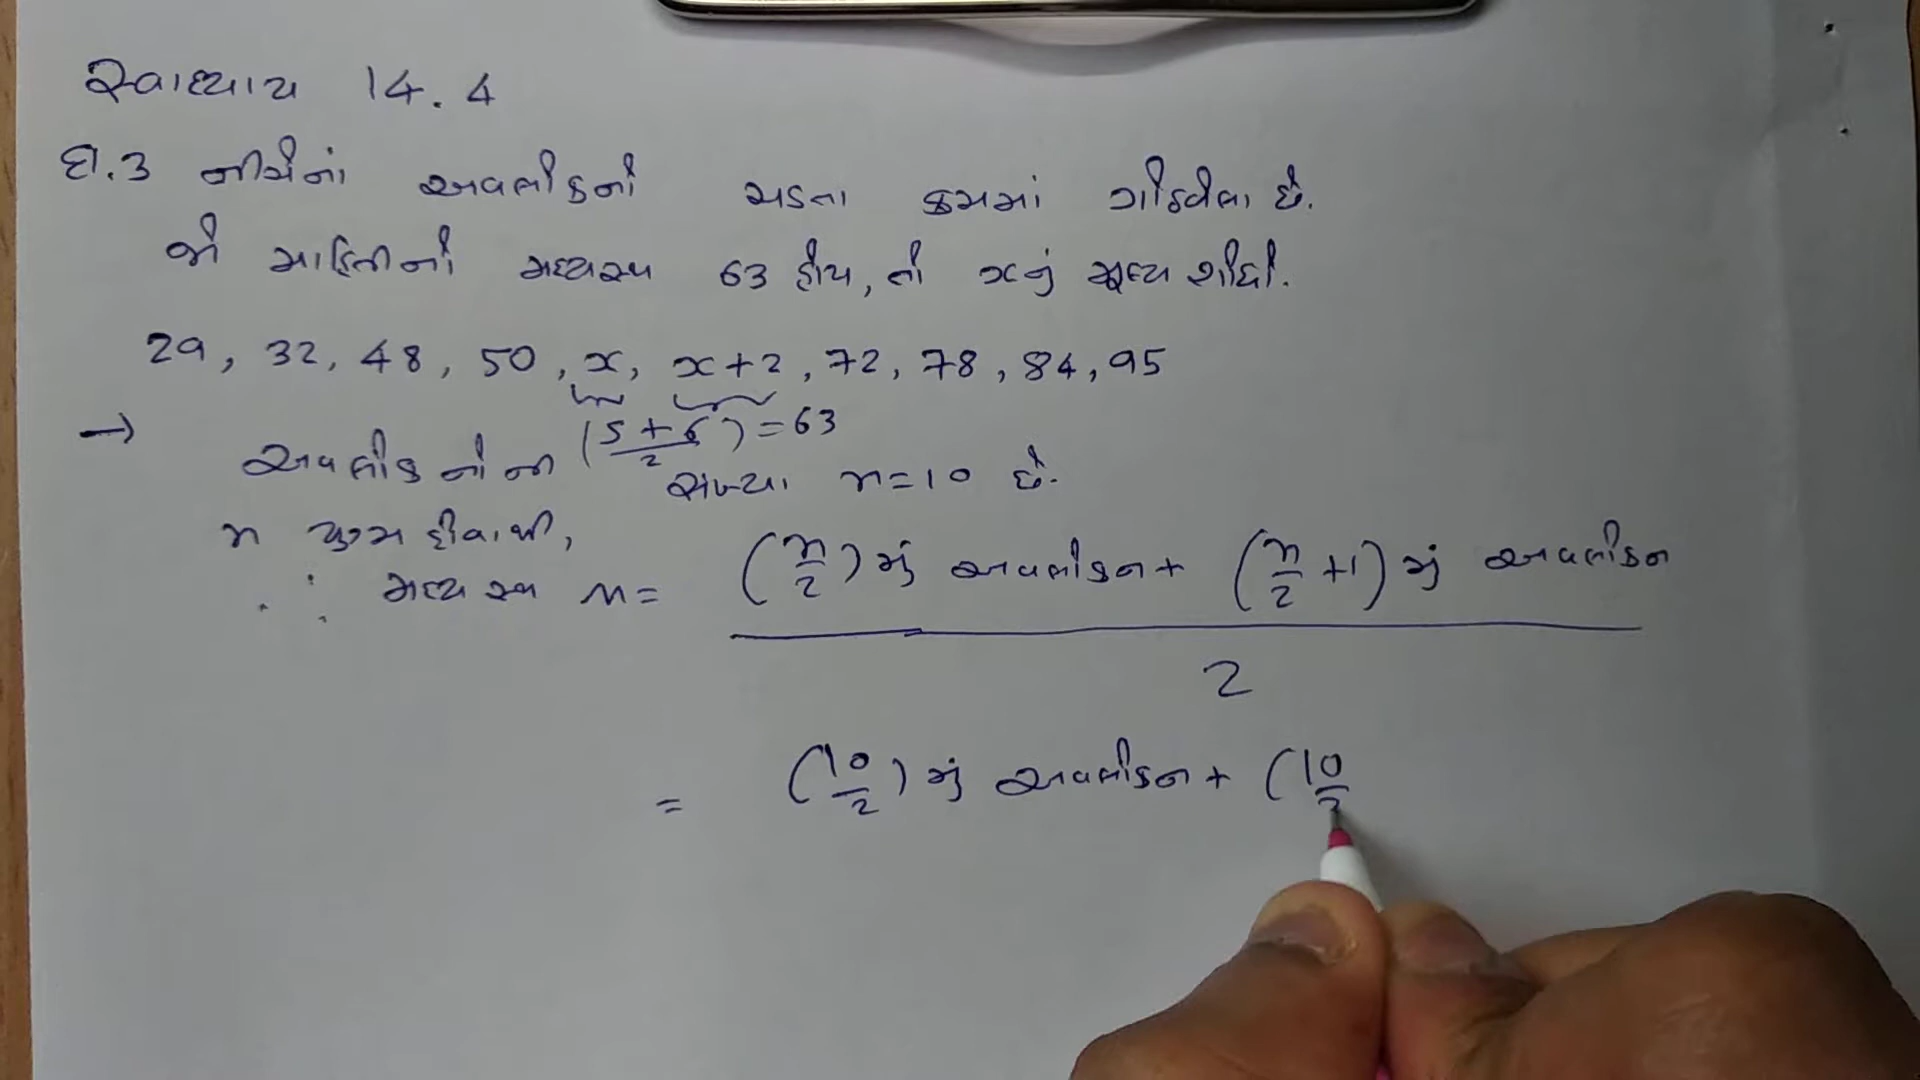 સ્વાધ્યાય 14.4
દા.3 નીચેનાં અવલોકનો ચડતા ક્રમમાં ગોઠવેલા છે.
જો માહિતીનો મધ્યસ્થ 63 હોય, તો xનું મૂલ્ય શોધો.
29, 32, 48, 50, x, x+2, 72, 78, 84, 95
→ અવલોકનોની (5+6/2)=63 સંખ્યા n=10 છે.
n યુગ્મ હોવાથી,
∴ મધ્યસ્થ M = (n/2)મું અવલોકન + (n/2 +1)મું અવલોકન
2
= (10/2)મું અવલોકન + (10/2